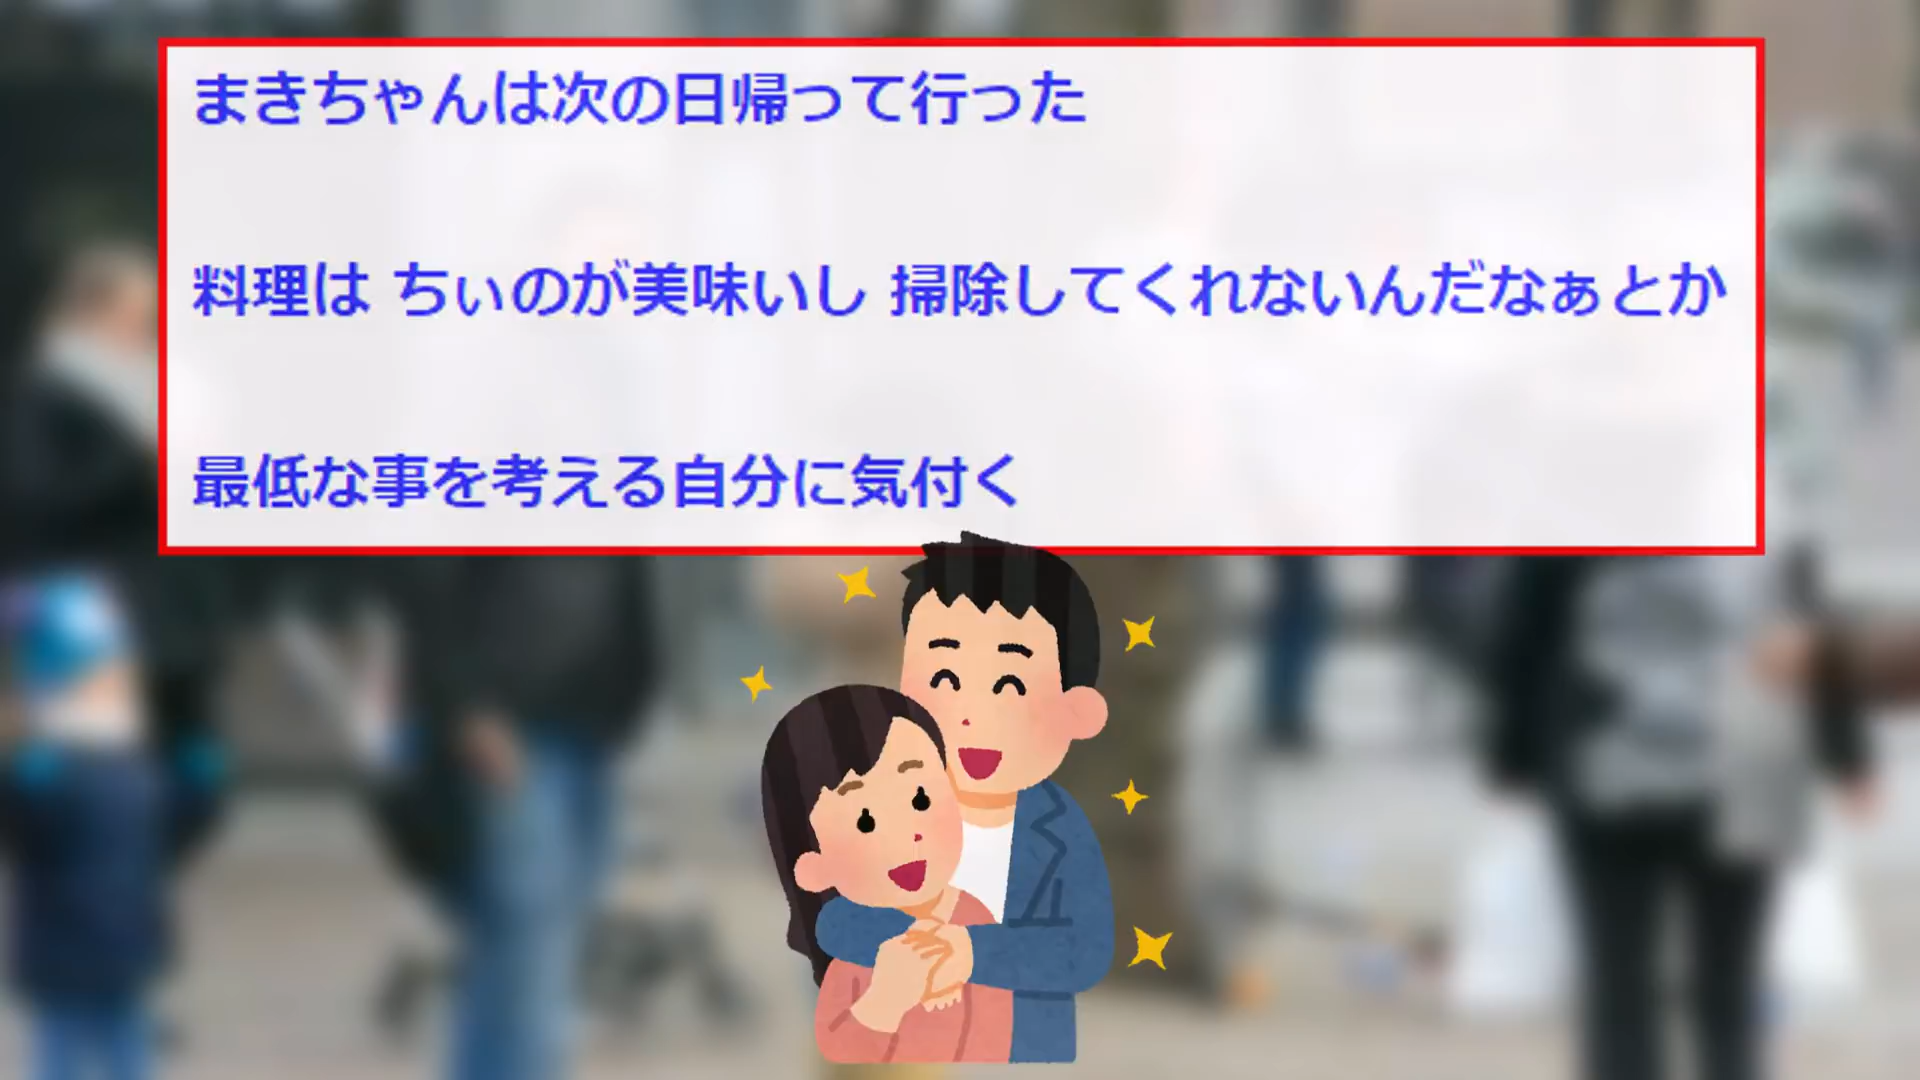 まきちゃんは次の日帰って行った
料理は ちぃのが美味いし 掃除してくれないんだなぁとか
最低な事を考える自分に気付く